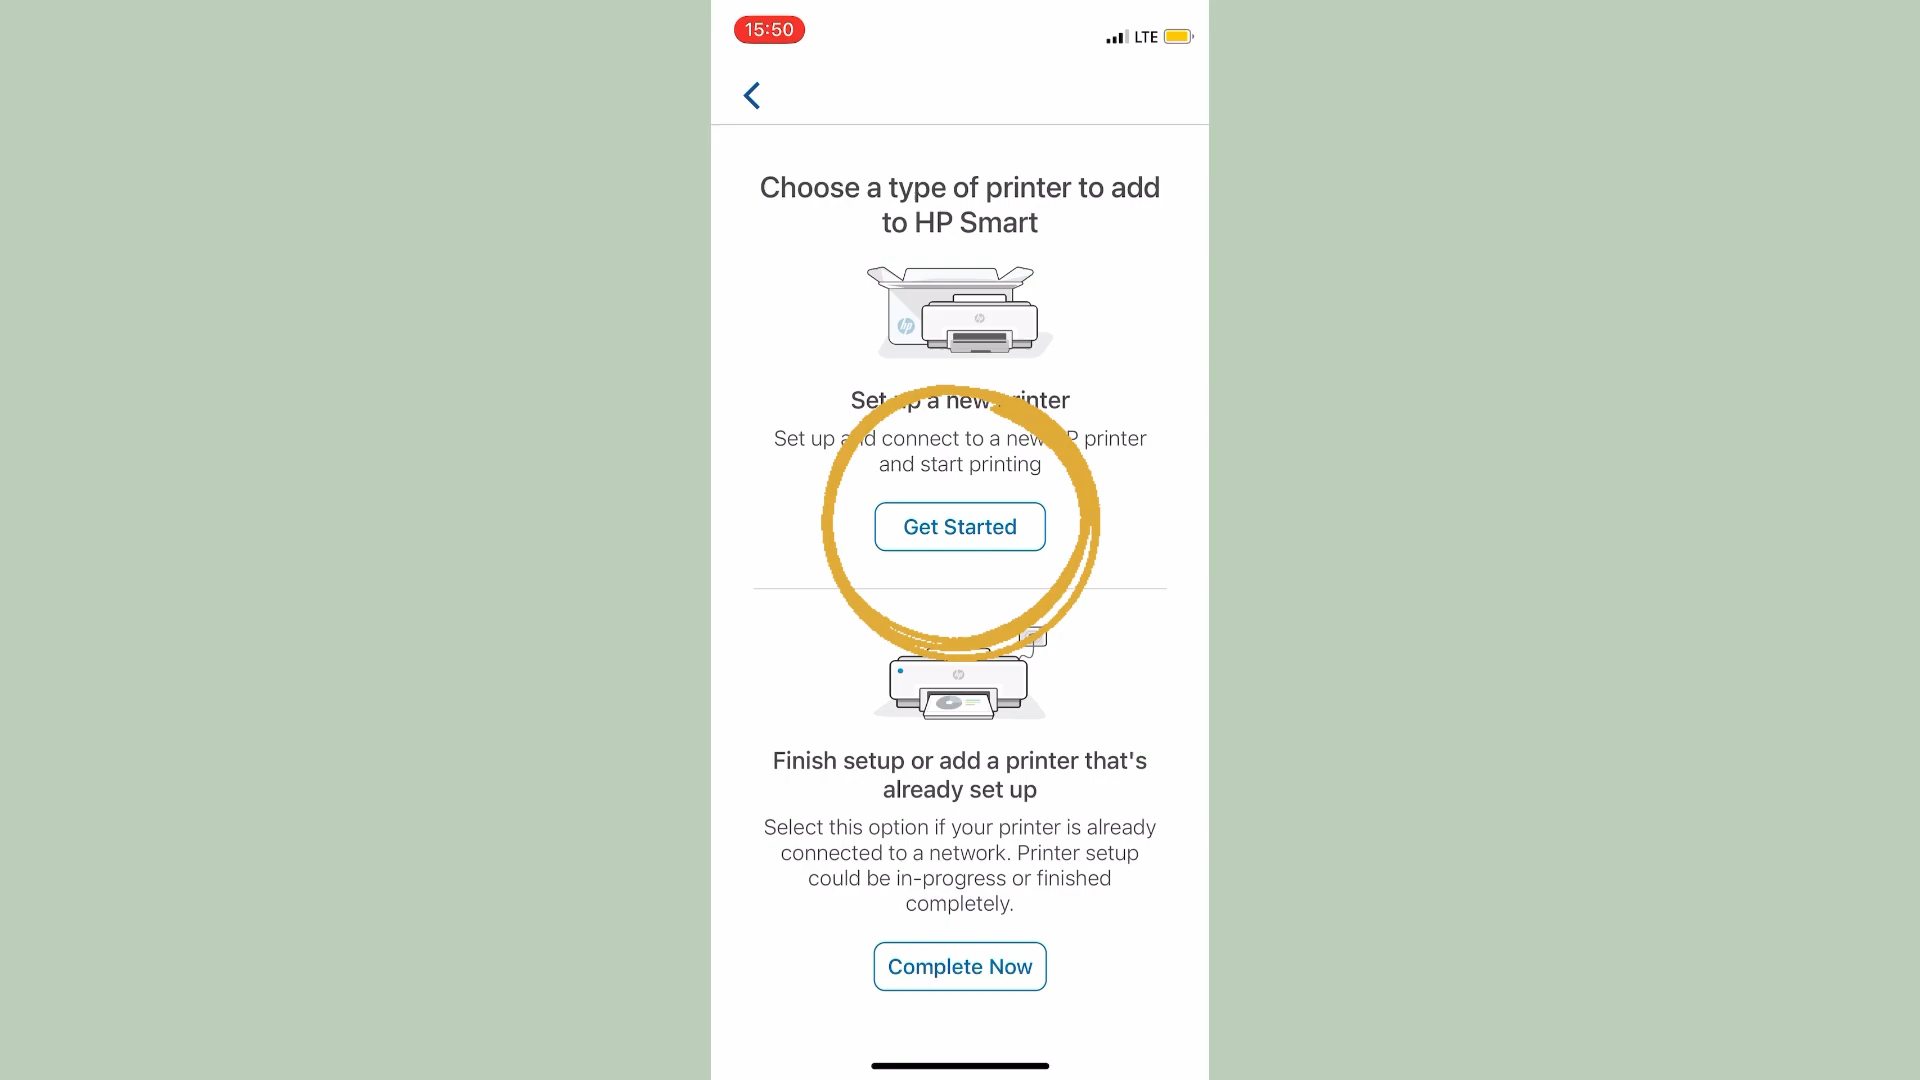 15:50
LTE
Choose a type of printer to add
to HP Smart
hp
hp
Set up a new printer
Set up and connect to a new HP printer
and start printing
Get Started
hp
Finish setup or add a printer that's
already set up
Select this option if your printer is already
connected to a network. Printer setup
could be in-progress or finished
completely.
Complete Now